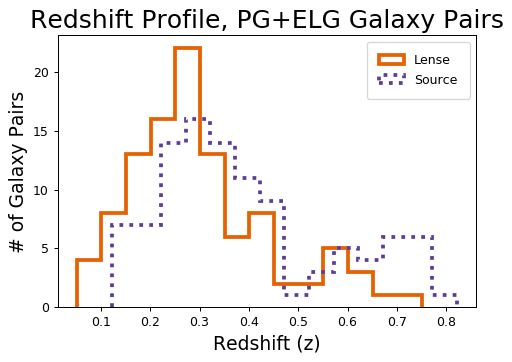 Redshift Profile, PG+ELG Galaxy Pairs
Lense
Source
# of Galaxy Pairs
20
15
10
5
0
0.1 0.2 0.3 0.4 0.5 0.6 0.7 0.8
Redshift (z)